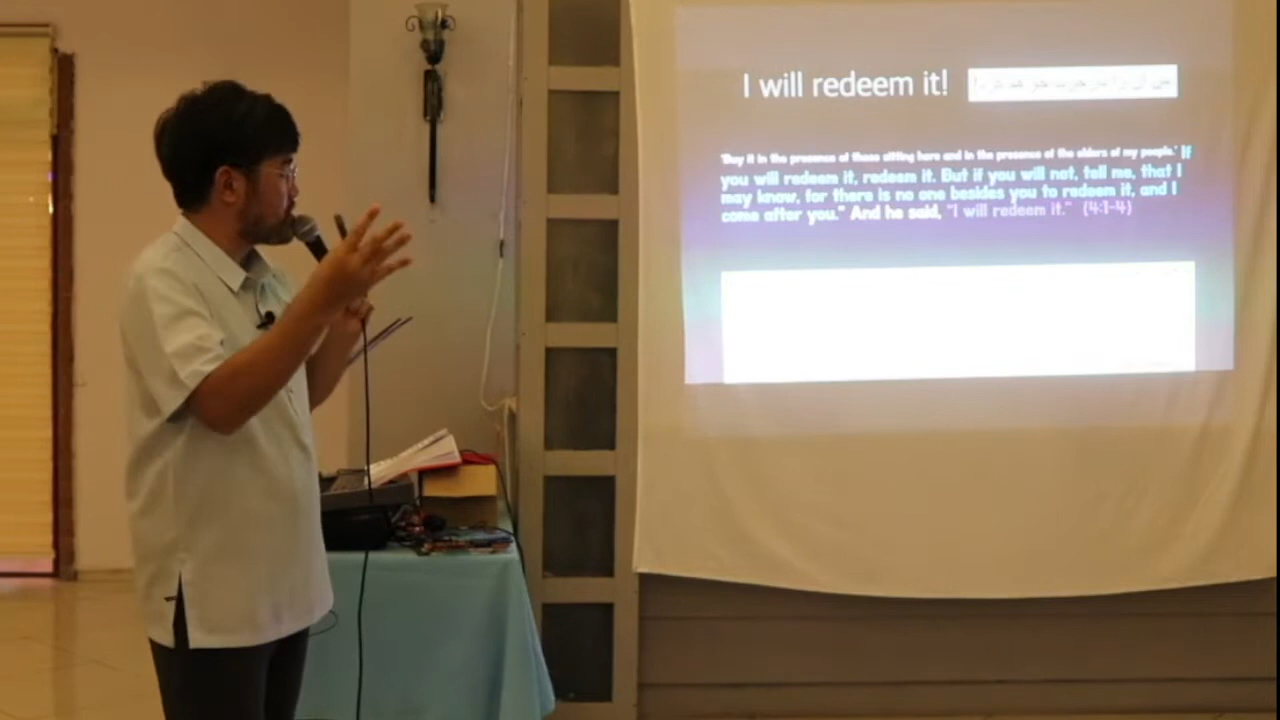 I will redeem it!
'Buy it in the presence of those sitting here and in the presence of the elders of my people.' If
you will redeem it, redeem it. But if you will not, tell me, that I
may know, for there is no one besides you to redeem it, and I
come after you." And he said, "I will redeem it." (4:1-4)